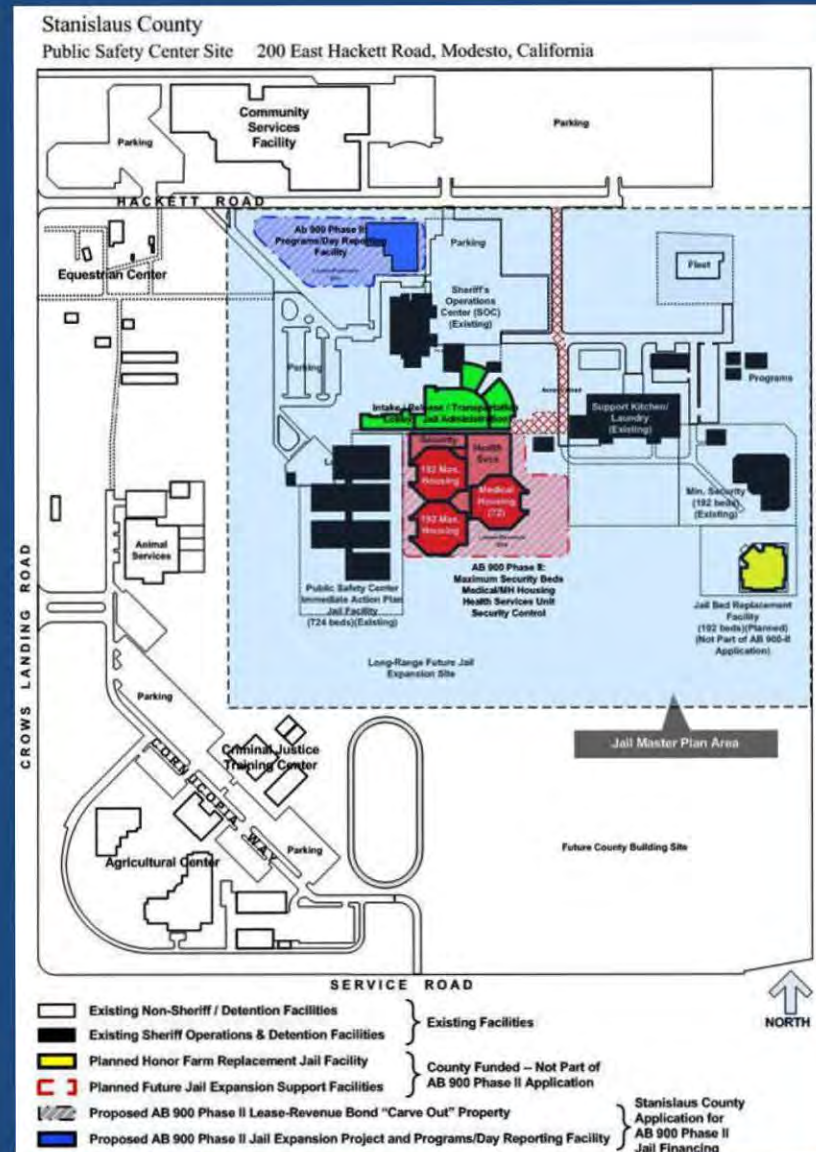 Stanislaus County
Public Safety Center Site 200 East Hackett Road, Modesto, California
Community
Services
Facility
Parking
Parking
HACKETT ROAD
Ab 900 Phase II:
Programs/Day Reporting
Facility
Parking
Fleet
Equestrian Center
Sheriff's
Operations
Center (SOC)
(Existing)
Parking
Programs
Intake / Release / Transportation
Lobby / Jail Administration
Support Kitchen/
Laundry
(Existing)
Security
Health
Svcs
192 Max.
Housing
Medical
Housing
(72)
192 Max.
Housing
Min. Security
(192 beds)
(Existing)
Animal
Services
AB 900 Phase II:
Maximum Security Beds
Medical/MH Housing
Health Services Unit
Security Control
Public Safety Center
Immediate Action Plan
Jail Facility
(724 beds)(Existing)
Jail Bed Replacement
Facility
(192 beds)(Planned)
(Not Part of AB 900-II
Application)
Long-Range Future Jail
Expansion Site
CROWS LANDING ROAD
Parking
Jail Master Plan Area
Criminal Justice
Training Center
CORNUCOPIA WAY
Parking
Agricultural Center
Future County Building Site
SERVICE ROAD
NORTH
Existing Non-Sheriff / Detention Facilities
Existing Sheriff Operations & Detention Facilities
Existing Facilities
Planned Honor Farm Replacement Jail Facility
Planned Future Jail Expansion Support Facilities
County Funded – Not Part of
AB 900 Phase II Application
Proposed AB 900 Phase II Lease-Revenue Bond "Carve Out" Property
Proposed AB 900 Phase II Jail Expansion Project and Programs/Day Reporting Facility
Stanislaus County
Application for
AB 900 Phase II
Jail Financing